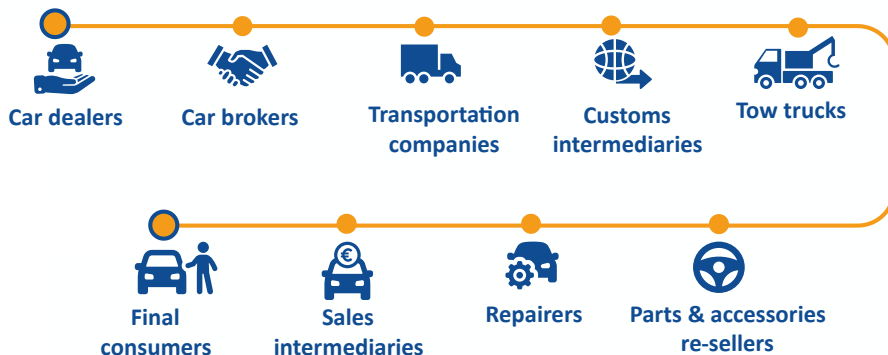 Car dealers
Car brokers
Transportation
companies
Customs
intermediaries
Tow trucks
€
Final
consumers
Sales
intermediaries
Repairers
Parts & accessories
re-sellers